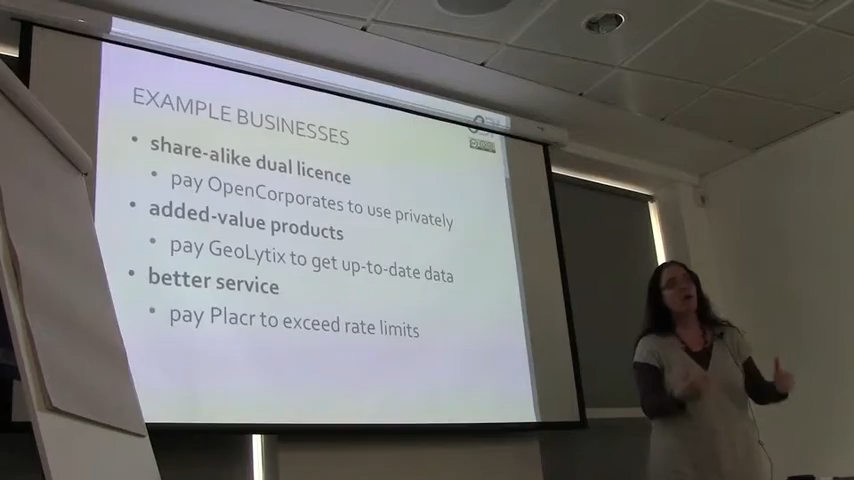 EXAMPLE BUSINESSES
• share-alike dual licence
• pay OpenCorporates to use privately
• added-value products
• pay GeoLytix to get up-to-date data
• better service
• pay Placr to exceed rate limits